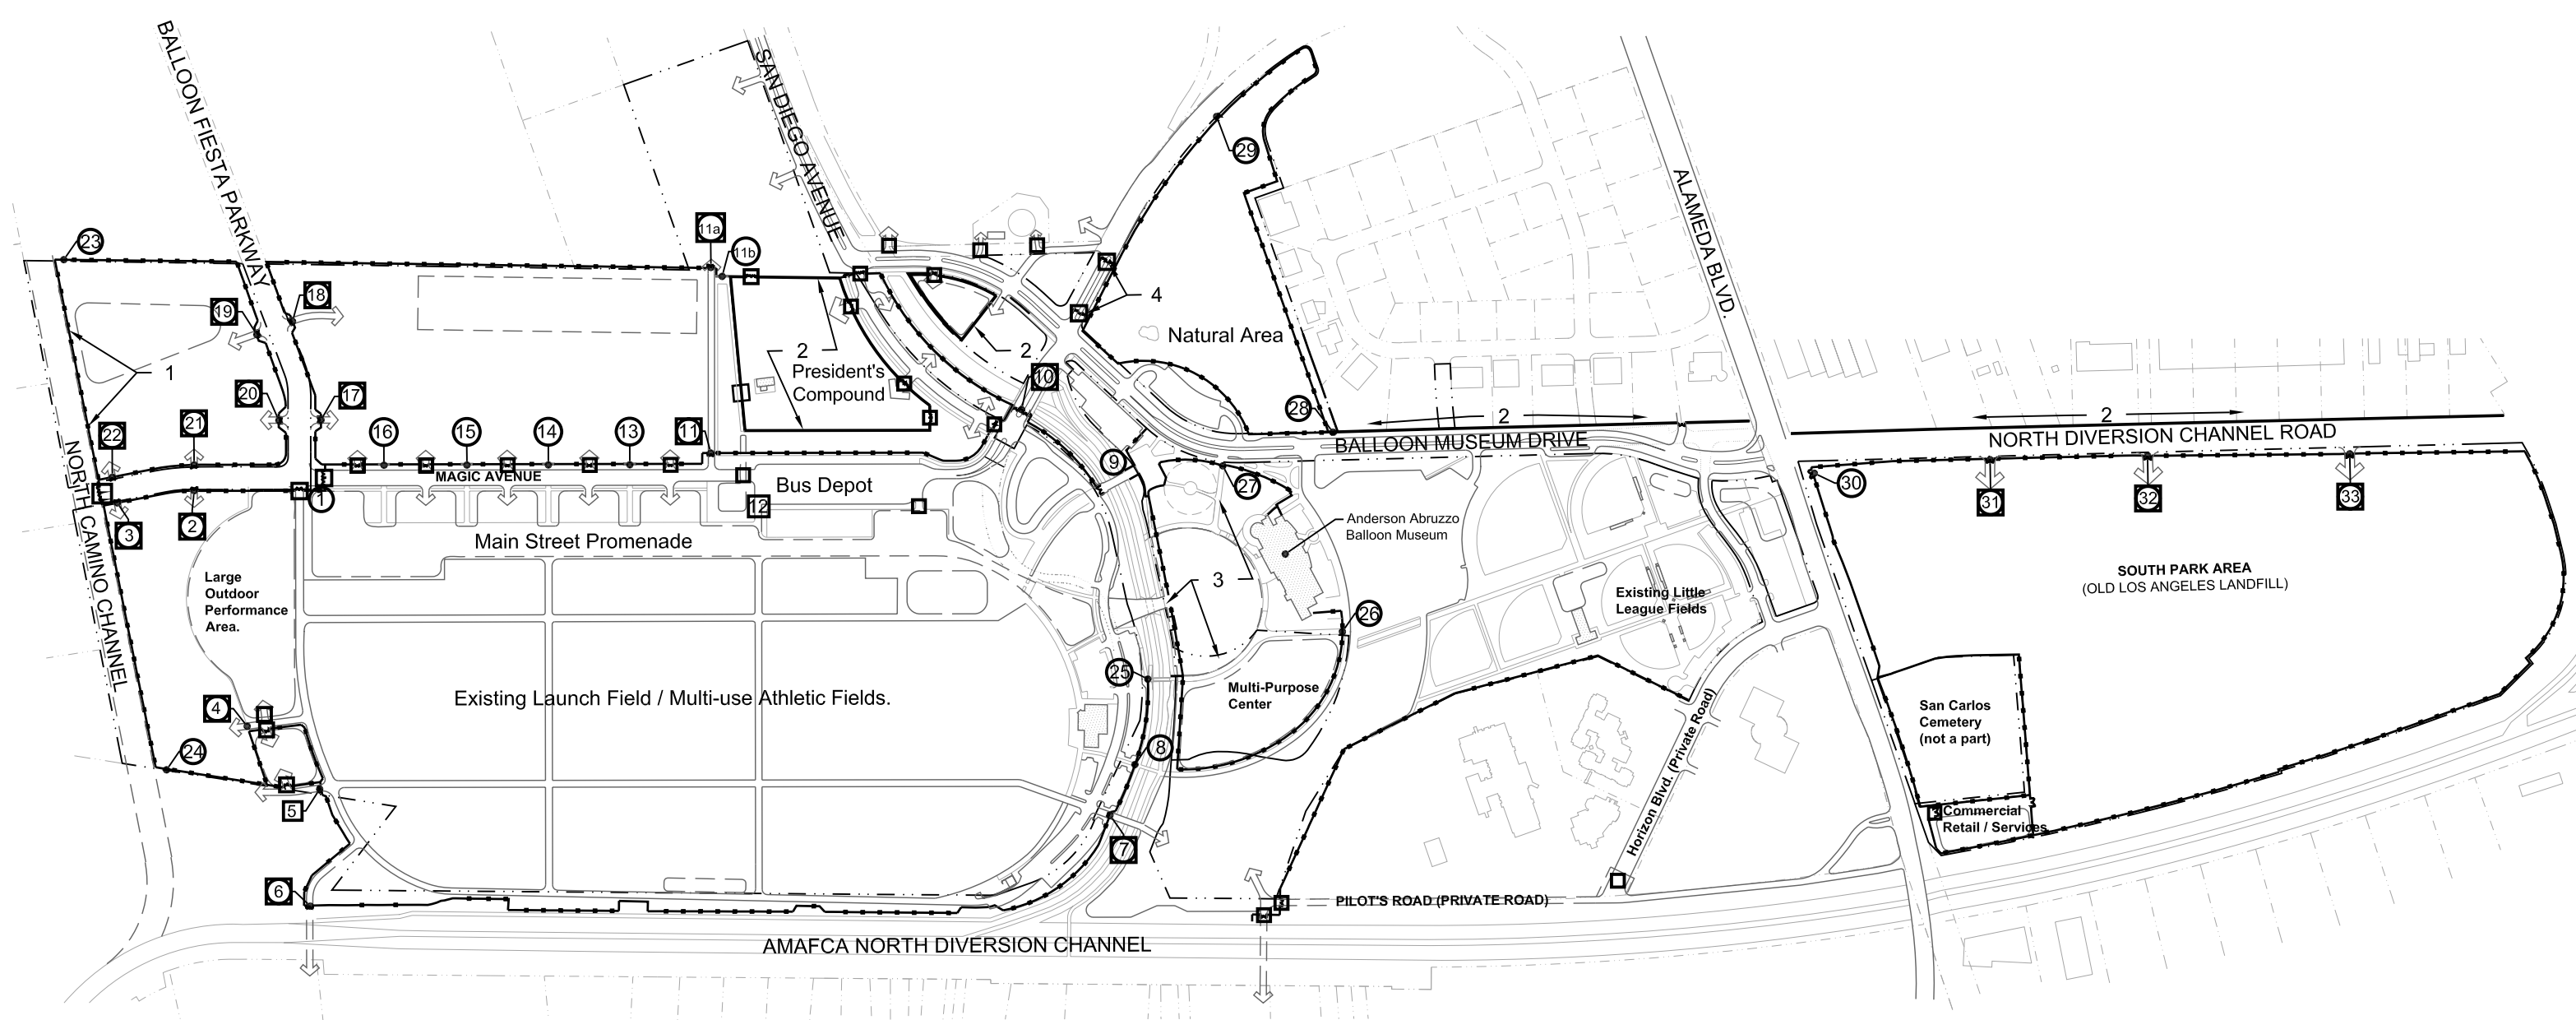 BALLOON FIESTA PARKWAY
SAN DIEGO AVENUE
ALAMEDA BLVD.
29
23
11a
11b
18
19
4
Natural Area
1
2
President's
Compound
2
10
20
17
28
2
2
BALLOON MUSEUM DRIVE
NORTH DIVERSION CHANNEL ROAD
22
21
16
15
14
13
11
9
MAGIC AVENUE
Bus Depot
27
30
31
32
33
1
12
3
2
NORTH CAMINO CHANNEL
Main Street Promenade
Anderson Abruzzo
Balloon Museum
Large
Outdoor
Performance
Area.
3
Existing Little
League Fields
SOUTH PARK AREA
(OLD LOS ANGELES LANDFILL)
26
25
Existing Launch Field / Multi-use Athletic Fields.
Multi-Purpose
Center
San Carlos
Cemetery
(not a part)
4
24
8
Horizon Blvd. (Private Road)
5
7
3
Commercial
Retail / Services
6
PILOT'S ROAD (PRIVATE ROAD)
AMAFCA NORTH DIVERSION CHANNEL